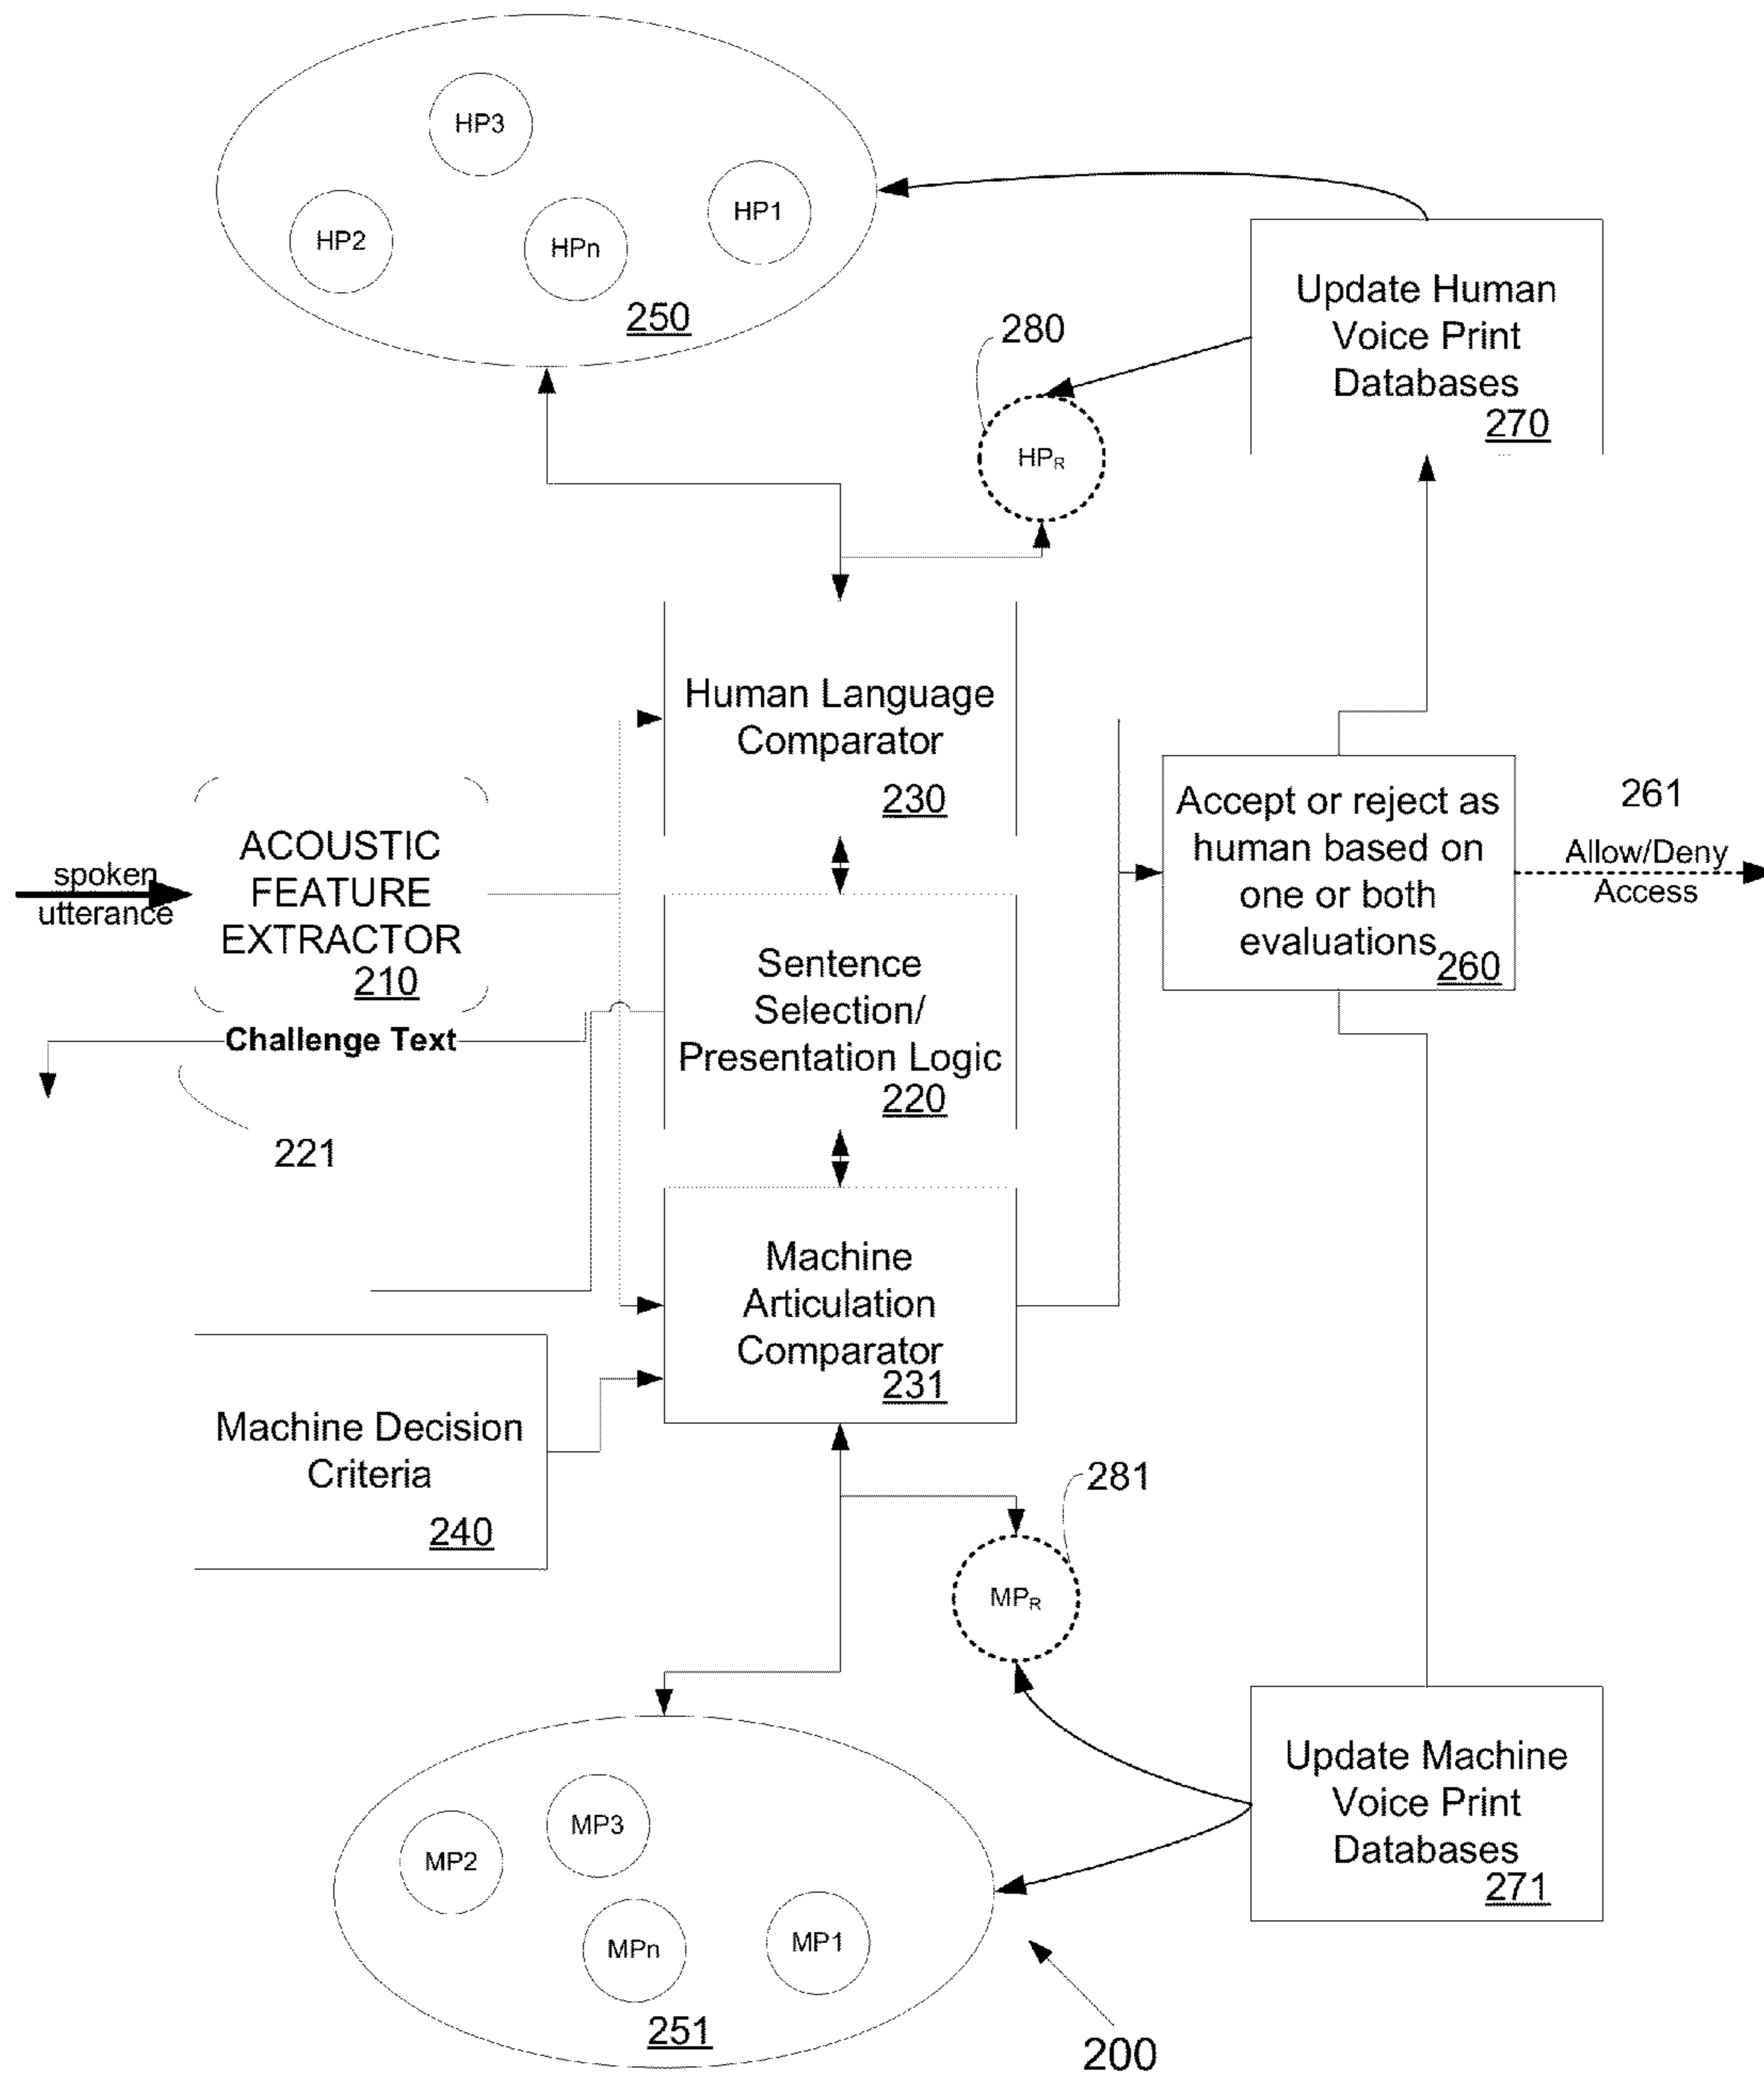 HP3
HP1
HP2
HPn
250
Update Human
Voice Print
Databases
270
280
HPR
Human Language
Comparator
230
spoken
utterance
ACOUSTIC
FEATURE
EXTRACTOR
210
Accept or reject as
human based on
one or both
evaluations
260
261
Allow/Deny
Access
Sentence
Selection/
Presentation Logic
220
Challenge Text
221
Machine
Articulation
Comparator
231
Machine Decision
Criteria
240
281
MPR
Update Machine
Voice Print
Databases
271
MP3
MP2
MPn
MP1
251
200